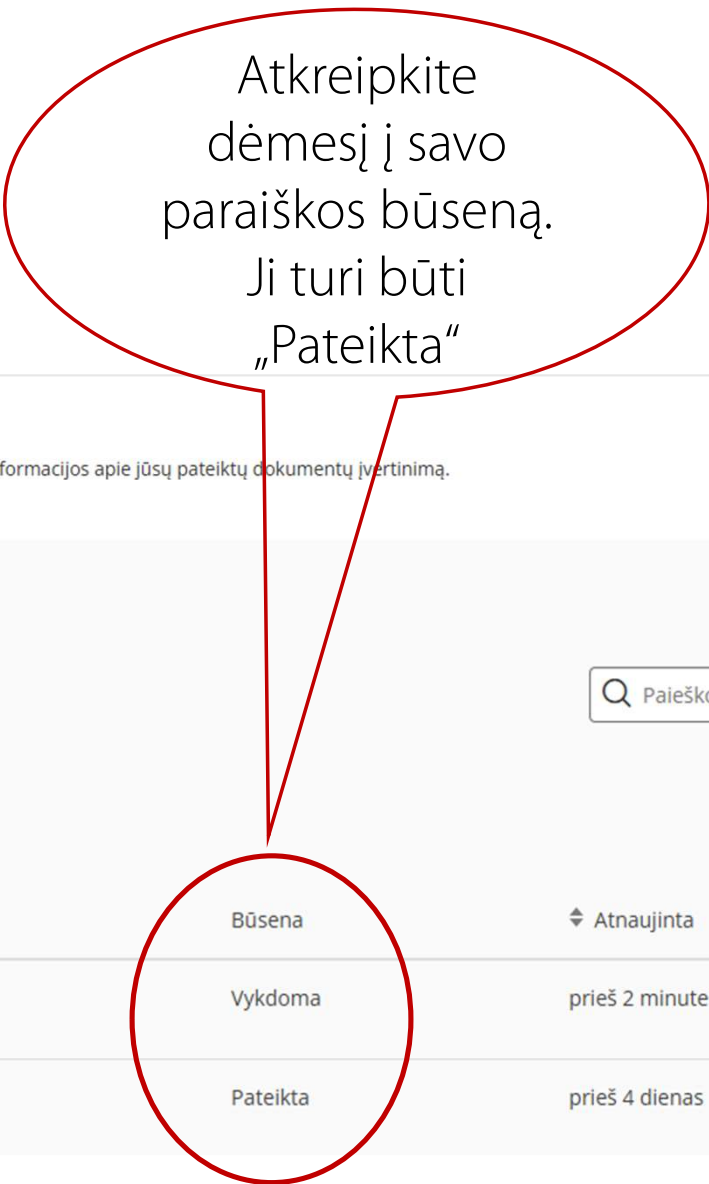 Atkreipkite
dėmesį į savo
paraiškos būseną.
Ji turi būti
„Pateikta“
formacijos apie jūsų pateiktų dokumentų įvertinimą.
Paieško
Būsena Atnaujinta
Vykdoma prieš 2 minute
Pateikta prieš 4 dienas